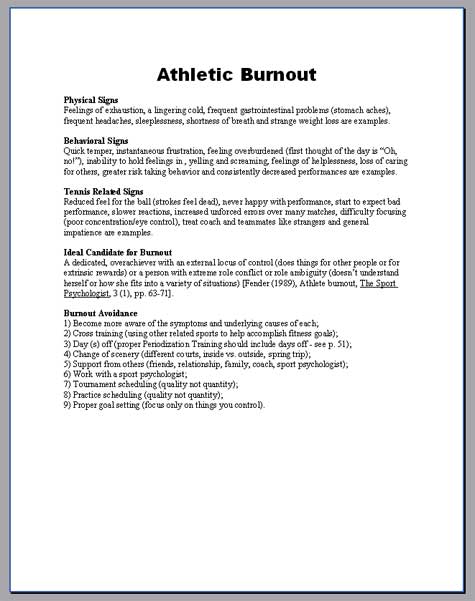 Athletic Burnout
Physical Signs
Feelings of exhaustion, a lingering cold, frequent gastrointestinal problems (stomach aches),
frequent headaches, sleeplessness, shortness of breath and strange weight loss are examples.
Behavioral Signs
Quick temper, instantaneous frustration, feeling overburdened (first thought of the day is “Oh,
no!”), inability to hold feelings in , yelling and screaming, feelings of helplessness, loss of caring
for others, greater risk taking behavior and consistently decreased performances are examples.
Tennis Related Signs
Reduced feel for the ball (strokes feel dead), never happy with performance, start to expect bad
performance, slower reactions, increased unforced errors over many matches, difficulty focusing
(poor concentration/eye control), treat coach and teammates like strangers and general
impatience are examples.
Ideal Candidate for Burnout
A dedicated, overachiever with an external locus of control (does things for other people or for
extrinsic rewards) or a person with extreme role conflict or role ambiguity (doesn’t understand
herself or how she fits into a variety of situations) [Fender (1989), Athlete burnout, The Sport
Psychologist, 3 (1), pp. 63-71].
Burnout Avoidance
1) Become more aware of the symptoms and underlying causes of each;
2) Cross training (using other related sports to help accomplish fitness goals);
3) Day (s) off (proper Periodization Training should include days off - see p. 51);
4) Change of scenery (different courts, inside vs. outside, spring trip);
5) Support from others (friends, relationship, family, coach, sport psychologist);
6) Work with a sport psychologist;
7) Tournament scheduling (quality not quantity);
8) Practice scheduling (quality not quantity);
9) Proper goal setting (focus only on things you control).